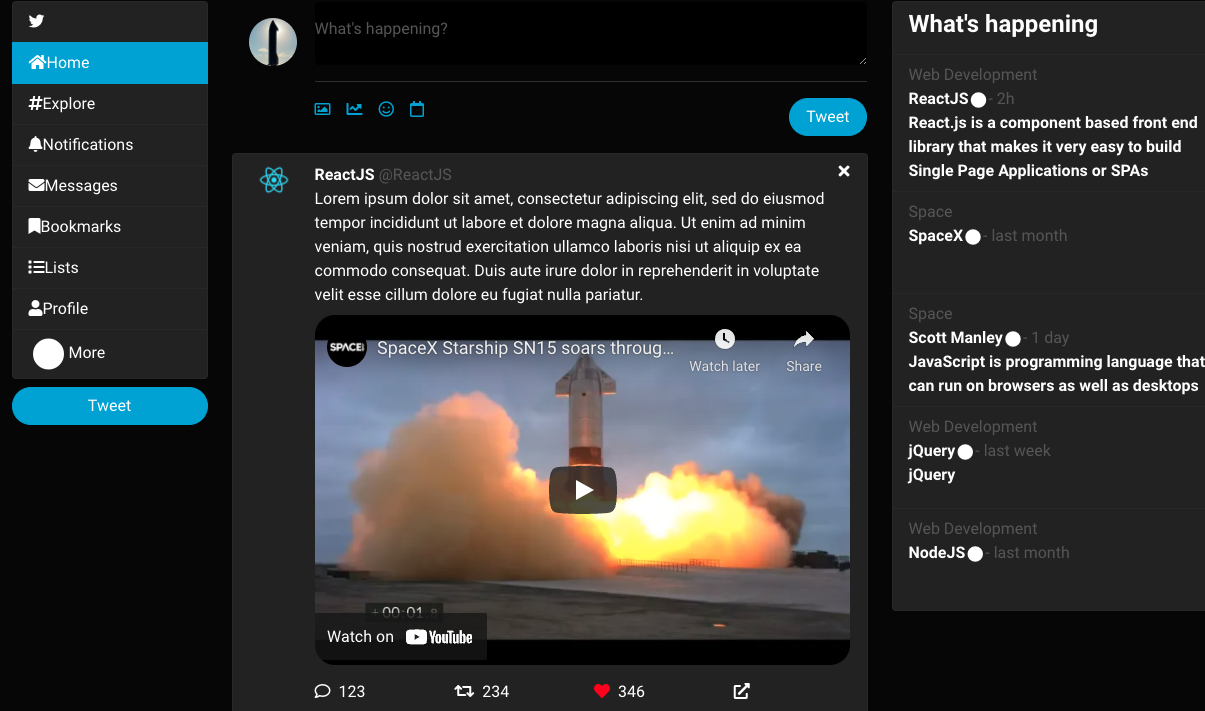 Home
#Explore
Notifications
Messages
Bookmarks
Lists
Profile
More
Tweet
What's happening?
Tweet
ReactJS @ReactJS
Lorem ipsum dolor sit amet, consectetur adipiscing elit, sed do eiusmod
tempor incididunt ut labore et dolore magna aliqua. Ut enim ad minim
veniam, quis nostrud exercitation ullamco laboris nisi ut aliquip ex ea
commodo consequat. Duis aute irure dolor in reprehenderit in voluptate
velit esse cillum dolore eu fugiat nulla pariatur.
SPACE
SpaceX Starship SN15 soars throug...
Watch later
Share
+ 00:01.8
Watch on YouTube
123
234
346
What's happening
Web Development
ReactJS - 2h
React.js is a component based front end
library that makes it very easy to build
Single Page Applications or SPAs
Space
SpaceX - last month
Space
Scott Manley - 1 day
JavaScript is programming language that
can run on browsers as well as desktops
Web Development
jQuery - last week
jQuery
Web Development
NodeJS - last month